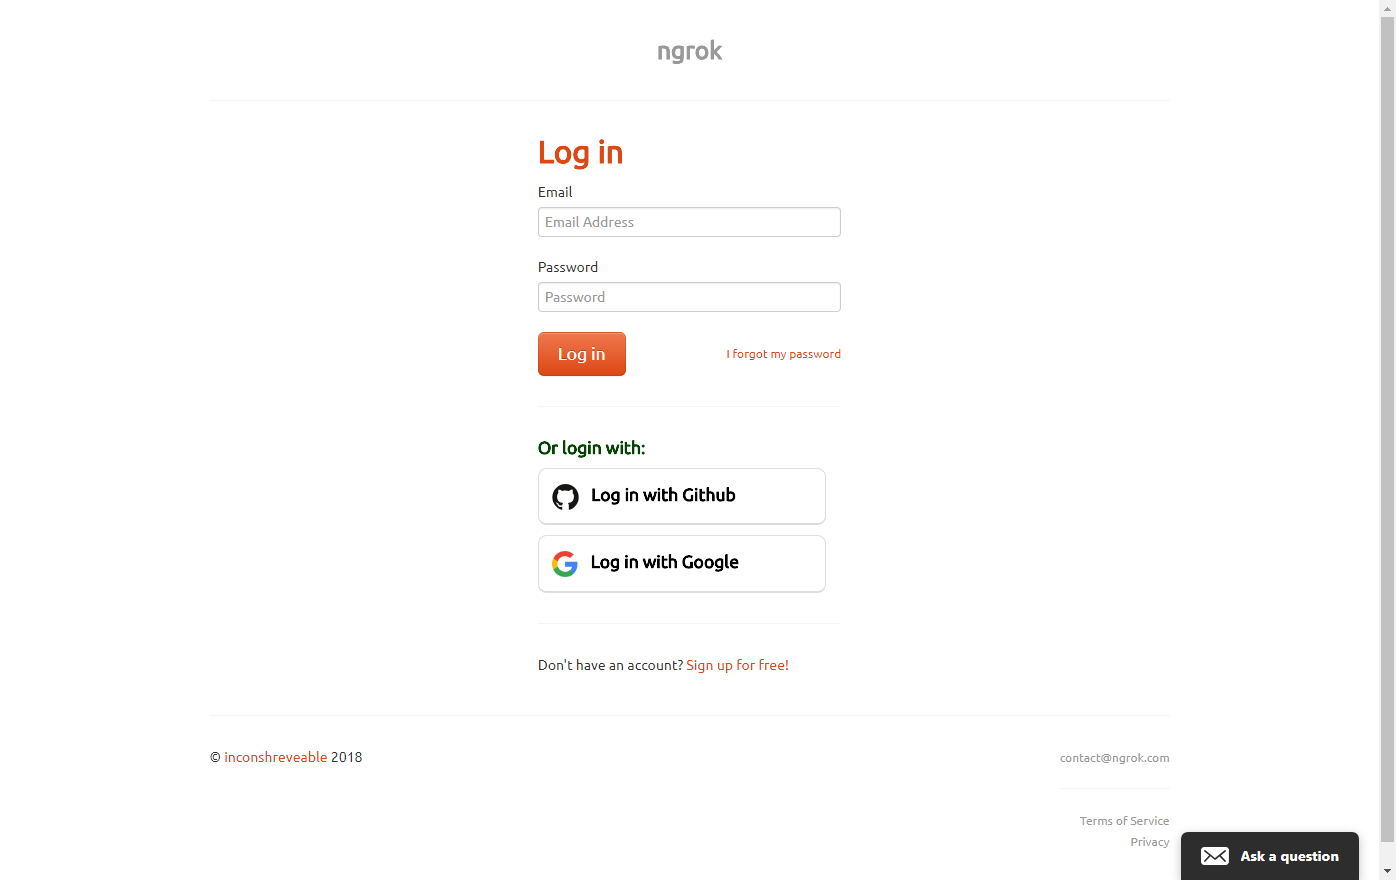 ngrok
Log in
Email
Email Address
Password
Password
Log in
I forgot my password
Or login with:
Log in with Github
Log in with Google
Don't have an account? Sign up for free!
© inconshreveable 2018
contact@ngrok.com
Terms of Service
Privacy
Ask a question